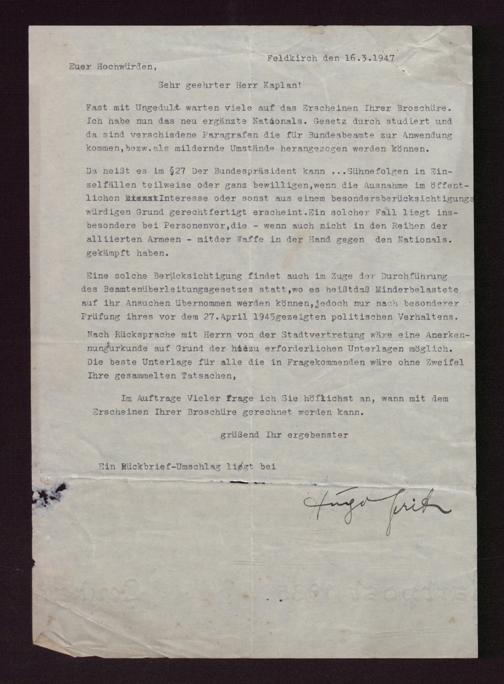 Feldkirch den 16.3.1947
Euer Hochwürden,
Sehr geehrter Herr Kaplan!
Fast mit Ungedult warten viele auf das Erscheinen Ihrer Broschüre.
Ich habe nun das neu ergänzte Nationals. Gesetz durch studiert und
da sind verschiedene Paragrafen die für Bundesbeamte zur Anwendung
kommen,bezw.als mildernde Umstände herangezogen werden können.
Da heißt es im §27 Der Bundespräsident kann ...Sühnefolgen in Ein-
zelfällen teilweise oder ganz bewilligen,wenn die Ausnahme im öffent-
lichen Interesse oder sonst aus einem besondersberücksichtigungs
würdigen Grund gerechtfertigt erscheint.Ein solcher Fall liegt ins-
besondere bei Personenvor,die - wenn auch nicht in den Reihen der
alliierten Armeen - mitder Waffe in der Hand gegen den Nationals.
gekämpft haben.
Eine solche Berücksichtigung findet auch im Zuge der Durchführung
des Beamtenüberleitungsgesetzes statt,wo es heißtdaß Minderbelastete
auf ihr Ansuchen übernommen werden können,jedoch nur nach besonderer
Prüfung ihres vor dem 27.April 1945gezeigten politischen Verhaltens.
Nach Rücksprache mit Herrn von der Stadtvertretung wäre eine Anerken-
nungurkunde auf Grund der hiezu erforderlichen Unterlagen möglich.
Die beste Unterlage für alle die in Fragekommenden wäre ohne Zweifel
Ihre gesammelten Tatsachen,
Im Auftrage Vieler frage ich Sie höflichst an, wann mit dem
Erscheinen Ihrer Broschüre gerechnet werden kann.
grüßend Ihr ergebenster
Ein Rückbrief-Umschlag liegt bei
Hugo Fritz